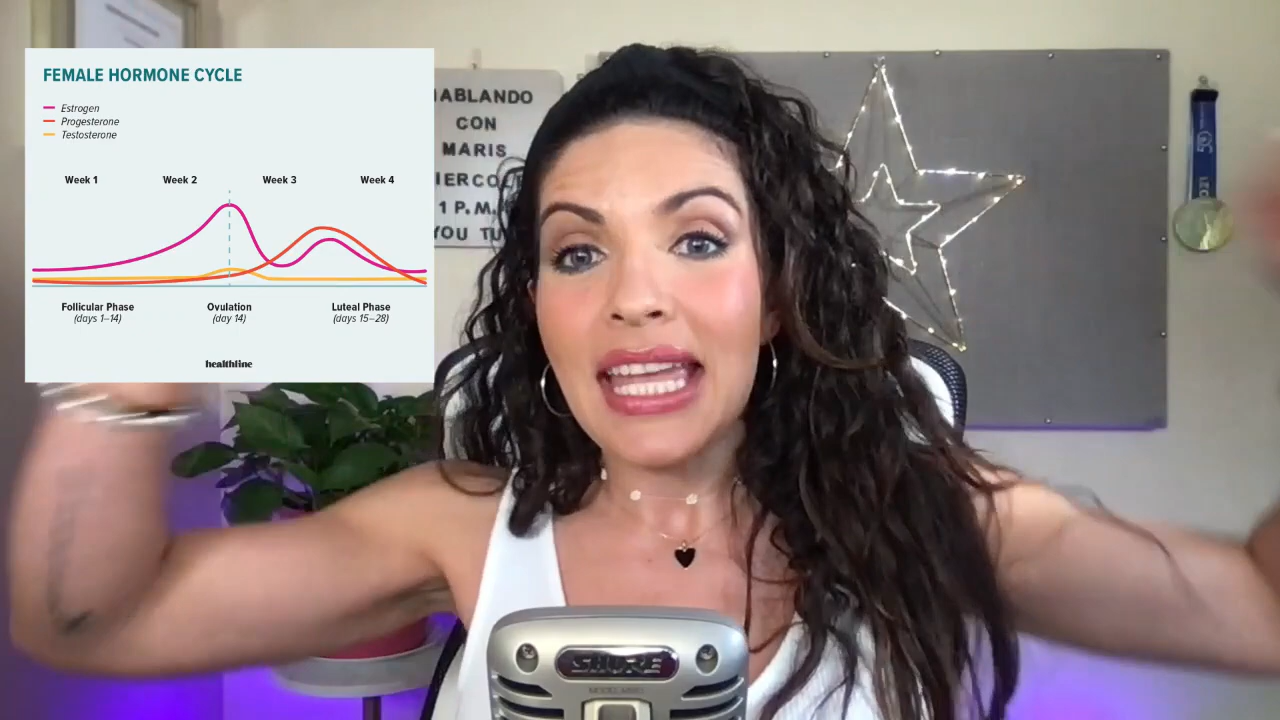 FEMALE HORMONE CYCLE
Estrogen
Progesterone
Testosterone
Week 1 Week 2 Week 3 Week 4
Follicular Phase Ovulation Luteal Phase
(days 1–14) (day 14) (days 15–28)
healthline
HABLANDO
CON
MARIS
1 P.M.
SHURE